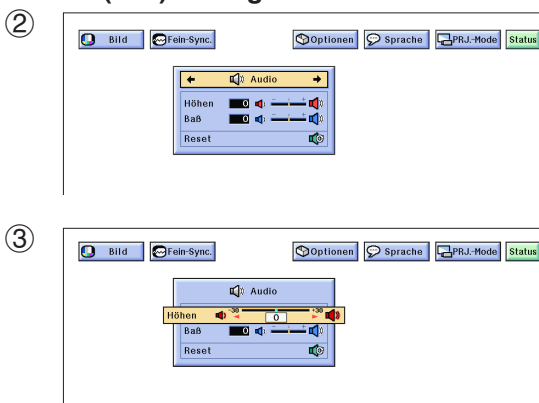 ②
Bild Fein-Sync. Optionen Sprache PRJ.-Mode Status
Audio
Höhen 0 - +
Baß 0 - +
Reset
③
Bild Fein-Sync. Optionen Sprache PRJ.-Mode Status
Audio
Höhen -30 0 +30
Baß 0 - +
Reset